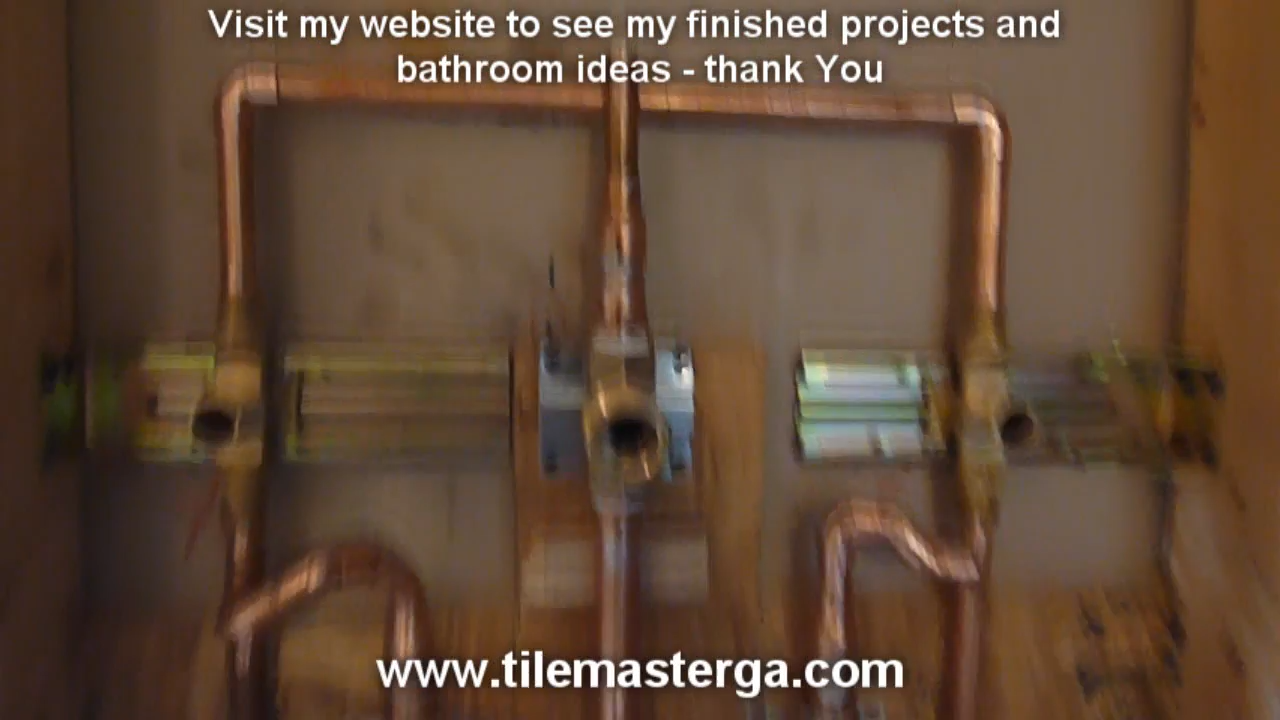 Visit my website to see my finished projects and
bathroom ideas - thank You
www.tilemasterga.com